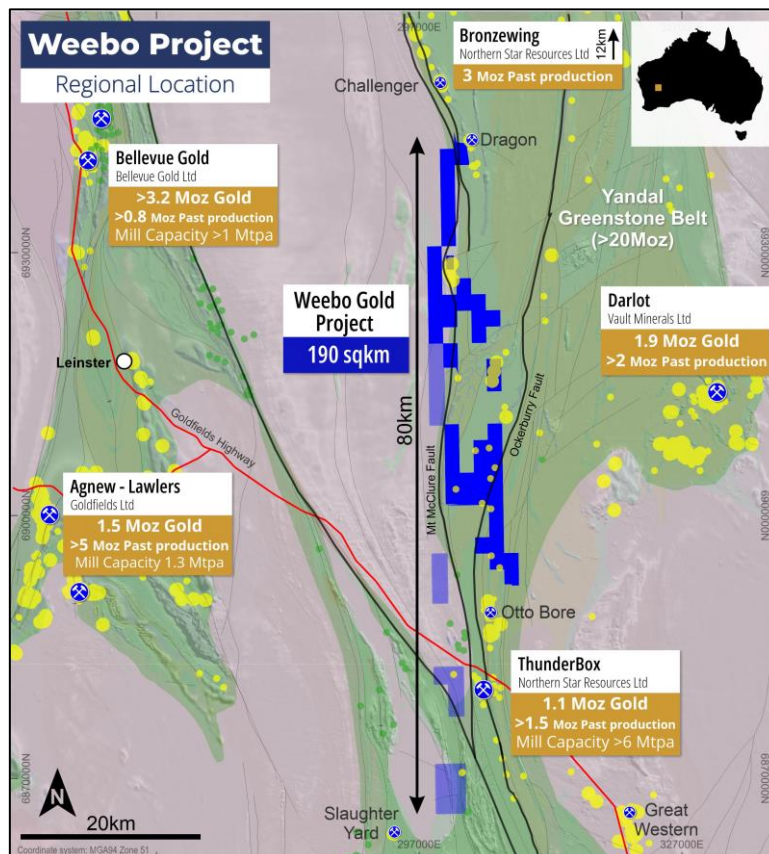 Weebo Project
Regional Location
297000E
327000E
Bronzewing
Northern Star Resources Ltd
3 Moz Past production
12km
Challenger
Dragon
Bellevue Gold
Bellevue Gold Ltd
>3.2 Moz Gold
>0.8 Moz Past production
Mill Capacity >1 Mtpa
Yandal
Greenstone Belt
(>20Moz)
6930000N
6930000N
Weebo Gold
Project
190 sqkm
Darlot
Vault Minerals Ltd
1.9 Moz Gold
>2 Moz Past production
Leinster
Goldfields Highway
80km
Mt McClure Fault
Ockerburry Fault
Agnew - Lawlers
Goldfields Ltd
1.5 Moz Gold
>5 Moz Past production
Mill Capacity 1.3 Mtpa
6900000N
6900000N
Otto Bore
ThunderBox
Northern Star Resources Ltd
1.1 Moz Gold
>1.5 Moz Past production
Mill Capacity >6 Mtpa
6870000N
6870000N
N
20km
Slaughter
Yard
Great
Western
Coordinate system: MGA94 Zone 51
297000E
327000E